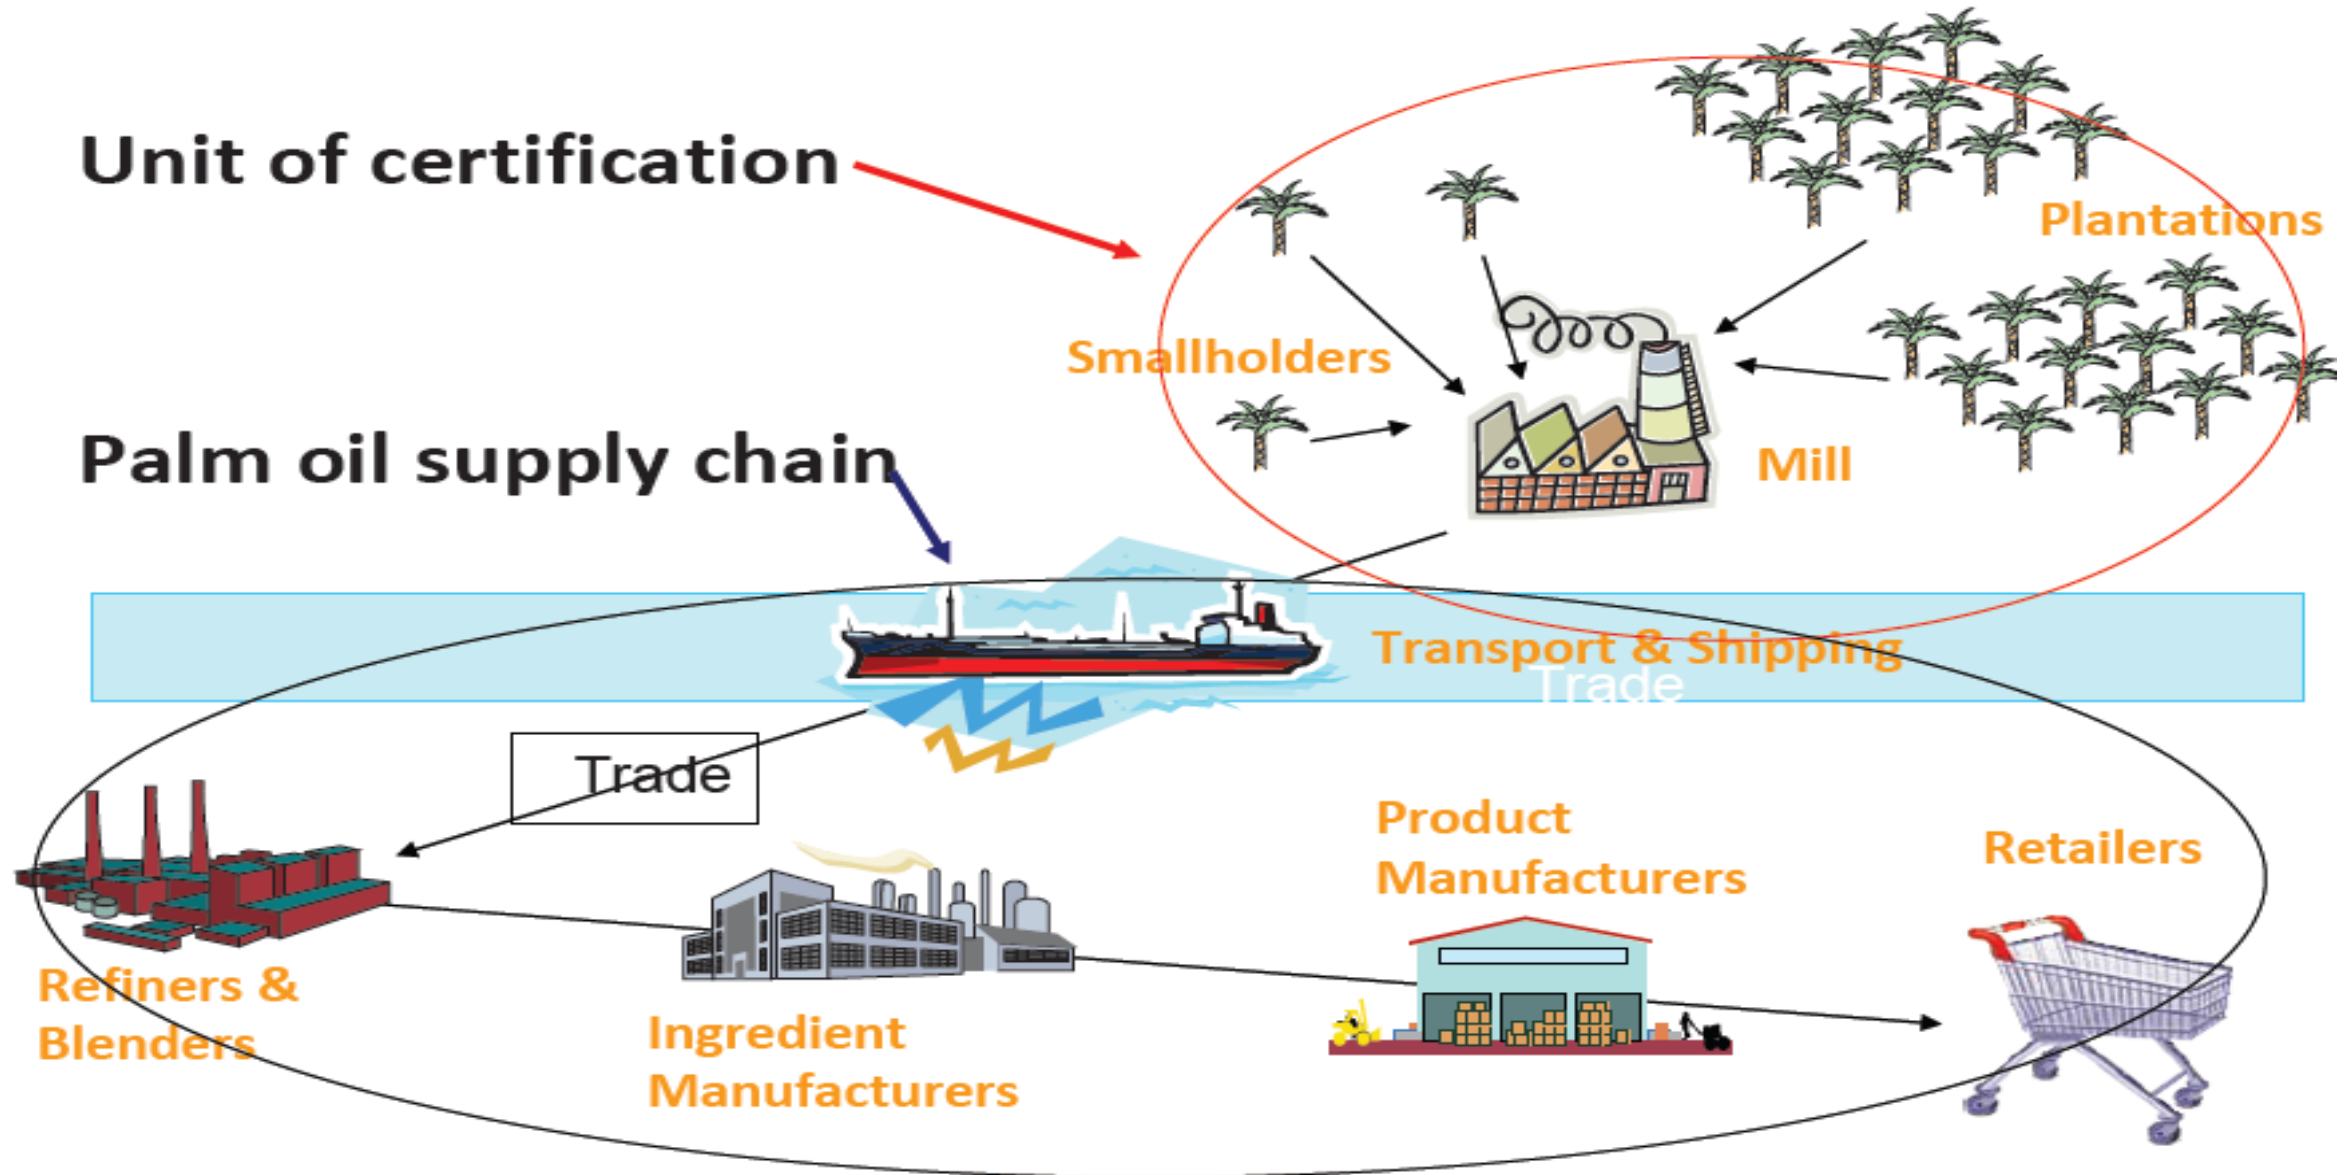 Unit of certification
Plantations
Smallholders
Palm oil supply chain
Mill
Transport & Shipping
Trade
Trade
Product
Manufacturers
Retailers
Refiners &
Blenders
Ingredient
Manufacturers